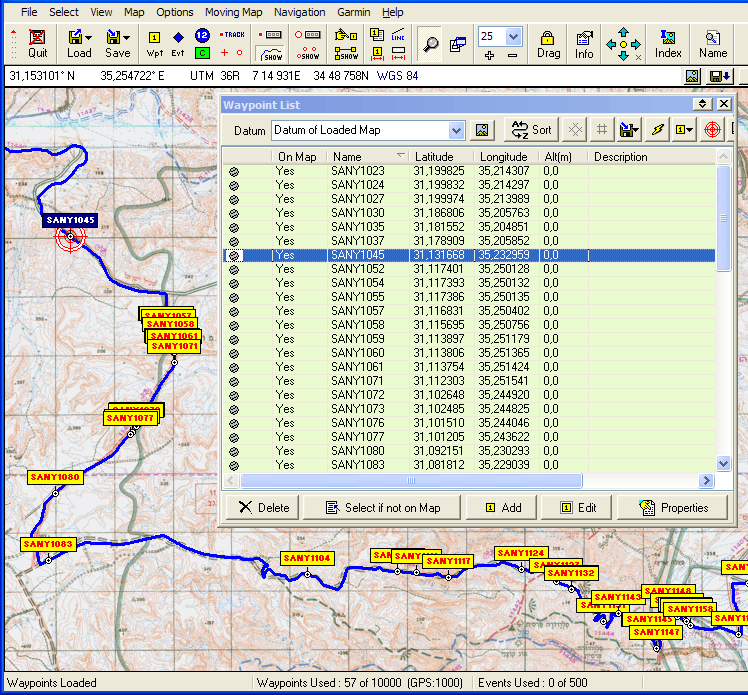 File Select View Map Options Moving Map Navigation Garmin Help
12 TRACK LINE
Quit Load Save Wpt Evt C SHOW SHOW SHOW 25 Drag Info Index Name
31,153101° N 35,254722° E UTM 36R 7 14 931E 34 48 758N WGS 84
Waypoint List
Datum Datum of Loaded Map Sort
On Map Name Latitude Longitude Alt(m) Description
Yes SANY1023 31,199825 35,214307 0,0
Yes SANY1024 31,199832 35,214297 0,0
Yes SANY1027 31,199974 35,213989 0,0
Yes SANY1030 31,186806 35,205763 0,0
Yes SANY1035 31,181552 35,204851 0,0
Yes SANY1037 31,178909 35,205852 0,0
Yes SANY1045 31,131668 35,232959 0,0
Yes SANY1052 31,117401 35,250128 0,0
Yes SANY1054 31,117393 35,250132 0,0
Yes SANY1055 31,117386 35,250135 0,0
Yes SANY1057 31,116831 35,250402 0,0
Yes SANY1058 31,115695 35,250756 0,0
Yes SANY1059 31,113897 35,251179 0,0
Yes SANY1060 31,113806 35,251365 0,0
Yes SANY1061 31,113754 35,251424 0,0
Yes SANY1071 31,112303 35,251541 0,0
Yes SANY1072 31,102648 35,244920 0,0
Yes SANY1073 31,102485 35,244825 0,0
Yes SANY1076 31,101510 35,244046 0,0
Yes SANY1077 31,101205 35,243622 0,0
Yes SANY1080 31,092151 35,230293 0,0
Yes SANY1083 31,081812 35,229039 0,0
Delete Select if not on Map Add Edit Properties
SANY1045
SANY1057
SANY1058
SANY1061
SANY1071
SANY1077
SANY1080
SANY1083
SANY1104
SANY1117
SANY1124
SANY1132
SANY1143
SANY1148
SANY1158
SANY1145
SANY1147
Waypoints Loaded Waypoints Used : 57 of 10000 (GPS:1000) Events Used : 0 of 500